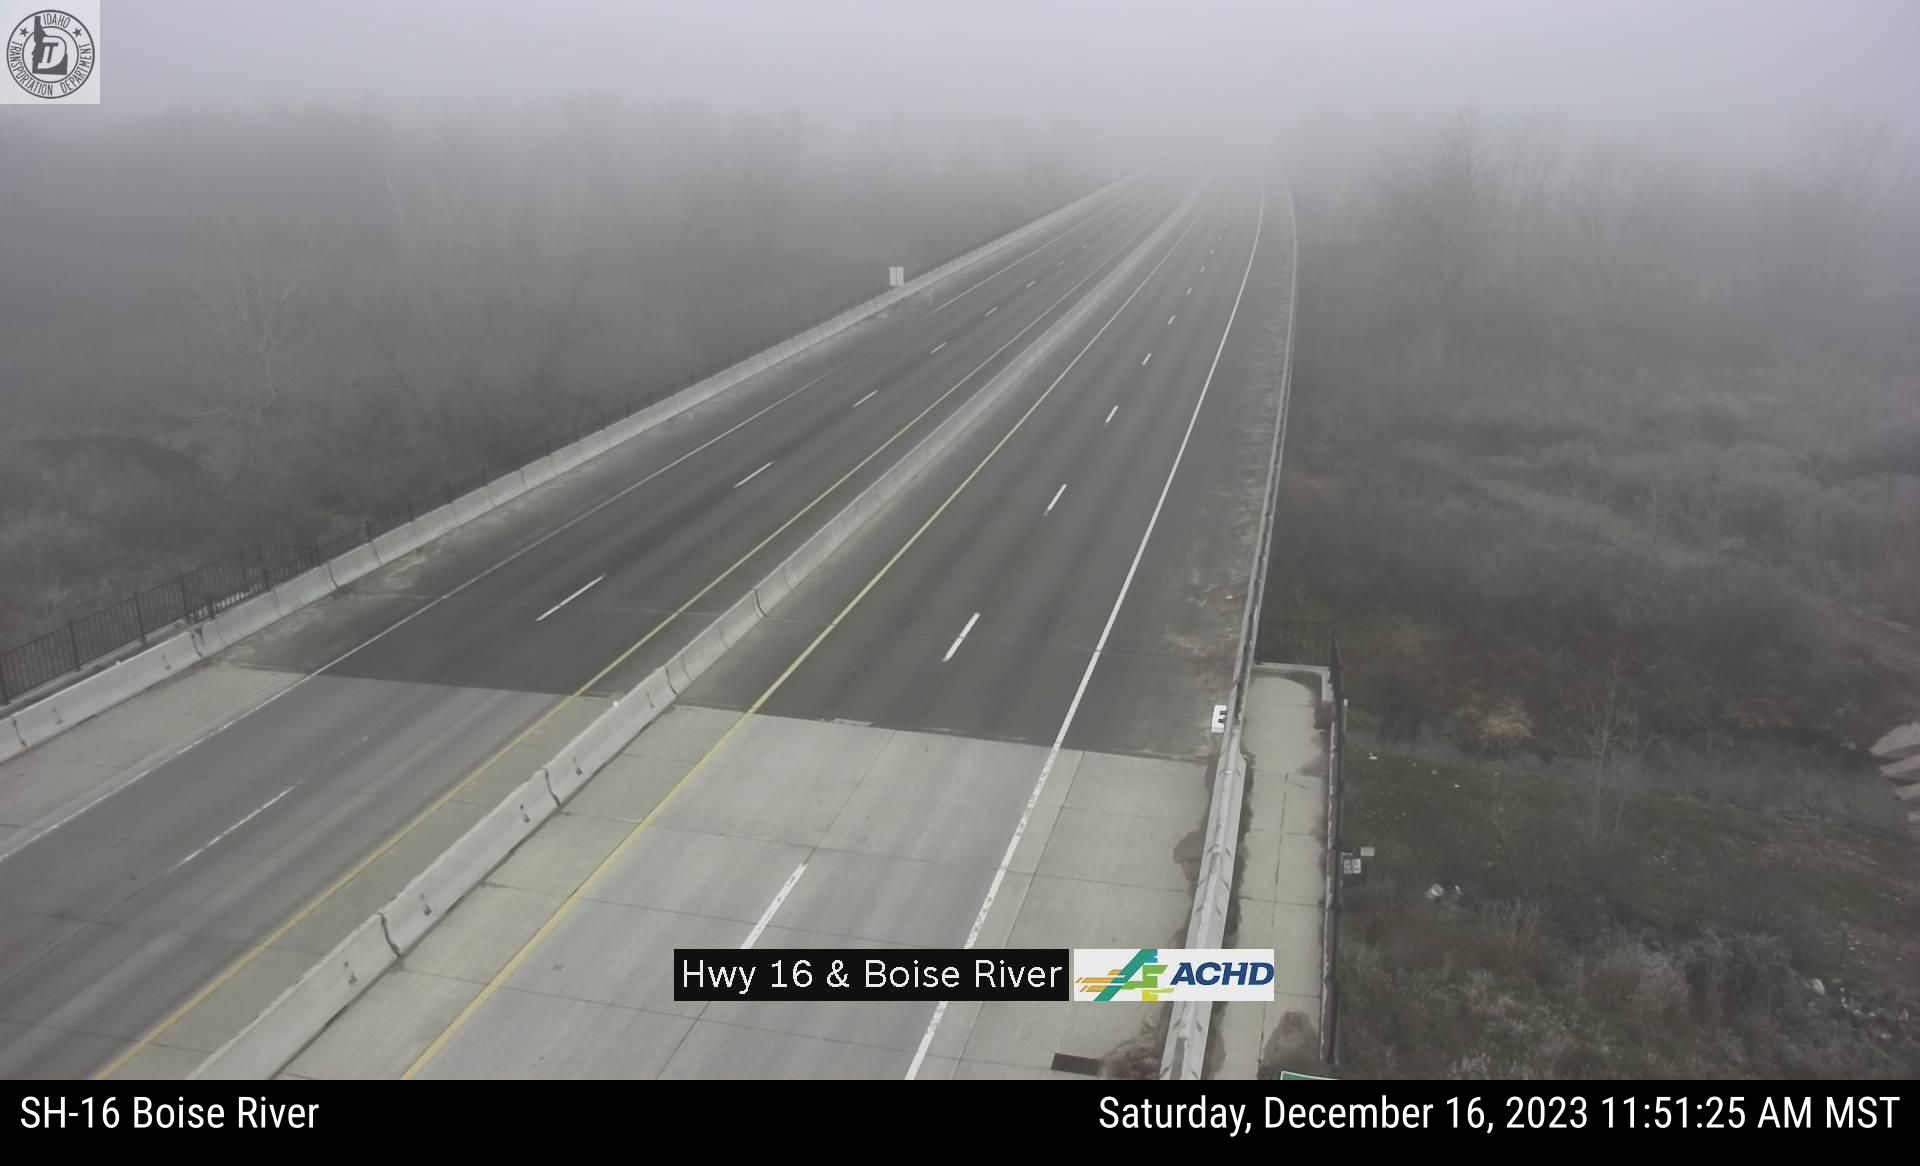 IDAHO
TRANSPORTATION DEPARTMENT
E
Hwy 16 & Boise River
ACHD
SH-16 Boise River
Saturday, December 16, 2023 11:51:25 AM MST